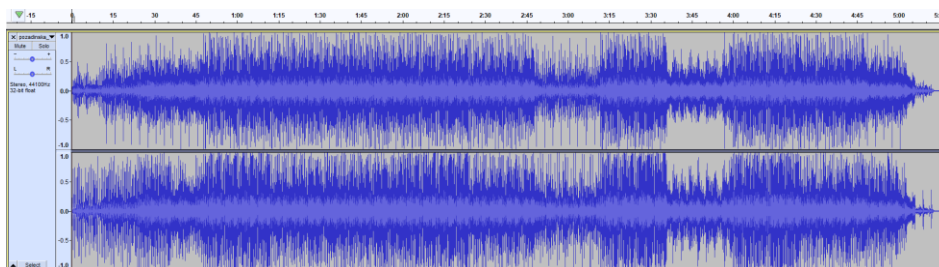 -15 0 15 30 45 1:00 1:15 1:30 1:45 2:00 2:15 2:30 2:45 3:00 3:15 3:30 3:45 4:00 4:15 4:30 4:45 5:00
pozadinska_
1.0
Mute Solo
- +
0.5
L R
Stereo, 44100Hz
0.0
32-bit float
-0.5
-1.0
1.0
0.5
0.0
-0.5
Select
-1.0